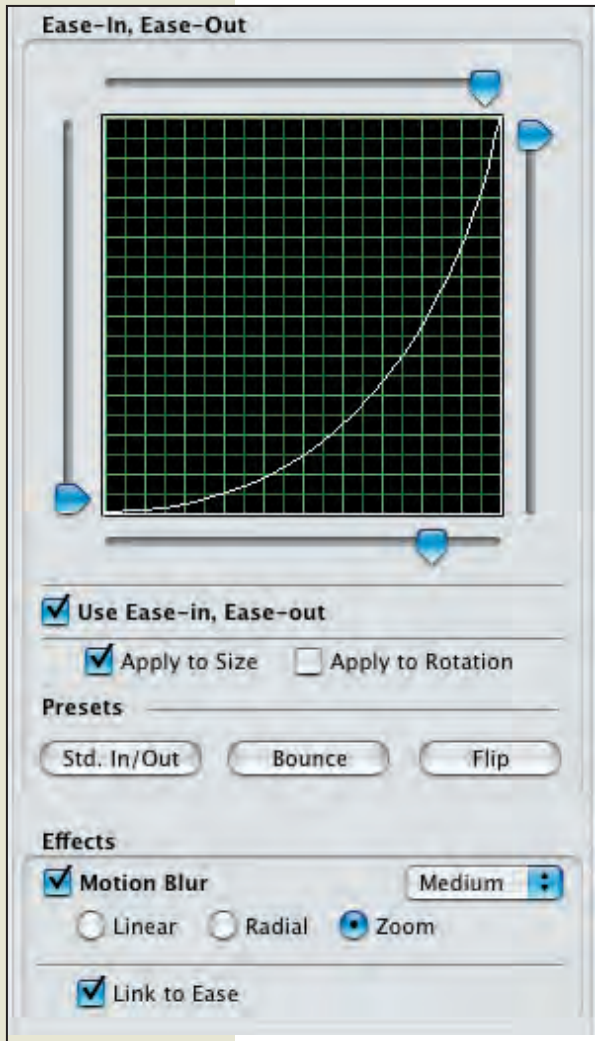 Ease-In, Ease-Out
Use Ease-in, Ease-out
Apply to Size Apply to Rotation
Presets
Std. In/Out Bounce Flip
Effects
Motion Blur Medium
Linear Radial Zoom
Link to Ease